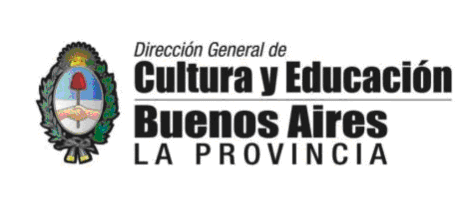 Dirección General de
Cultura y Educación
Buenos Aires
LA PROVINCIA